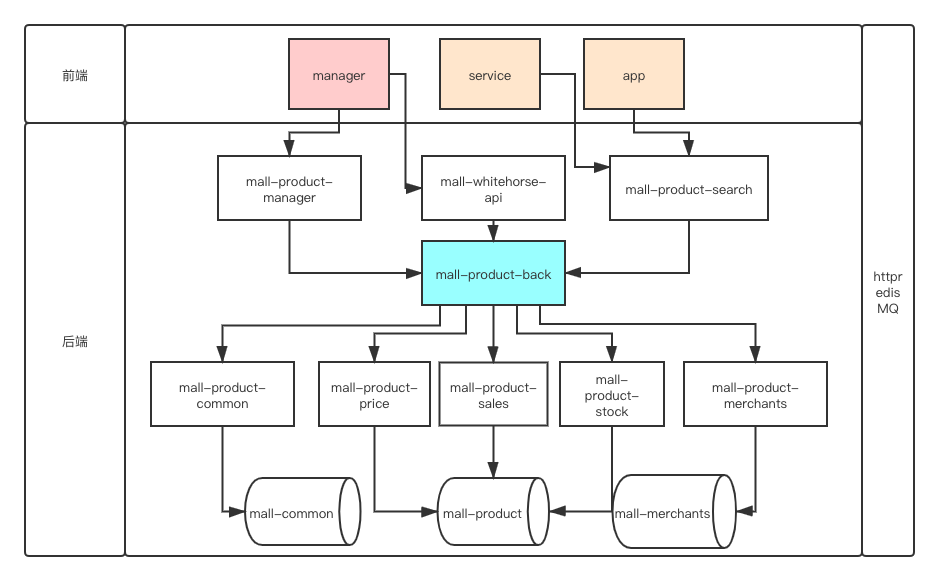 前端
manager
service
app
后端
mall-product-
manager
mall-whitehorse-
api
mall-product-search
mall-product-back
mall-product-
common
mall-product-
price
mall-product-
sales
mall-
product-
stock
mall-product-
merchants
mall-common
mall-product
mall-merchants
httpr
edis
MQ